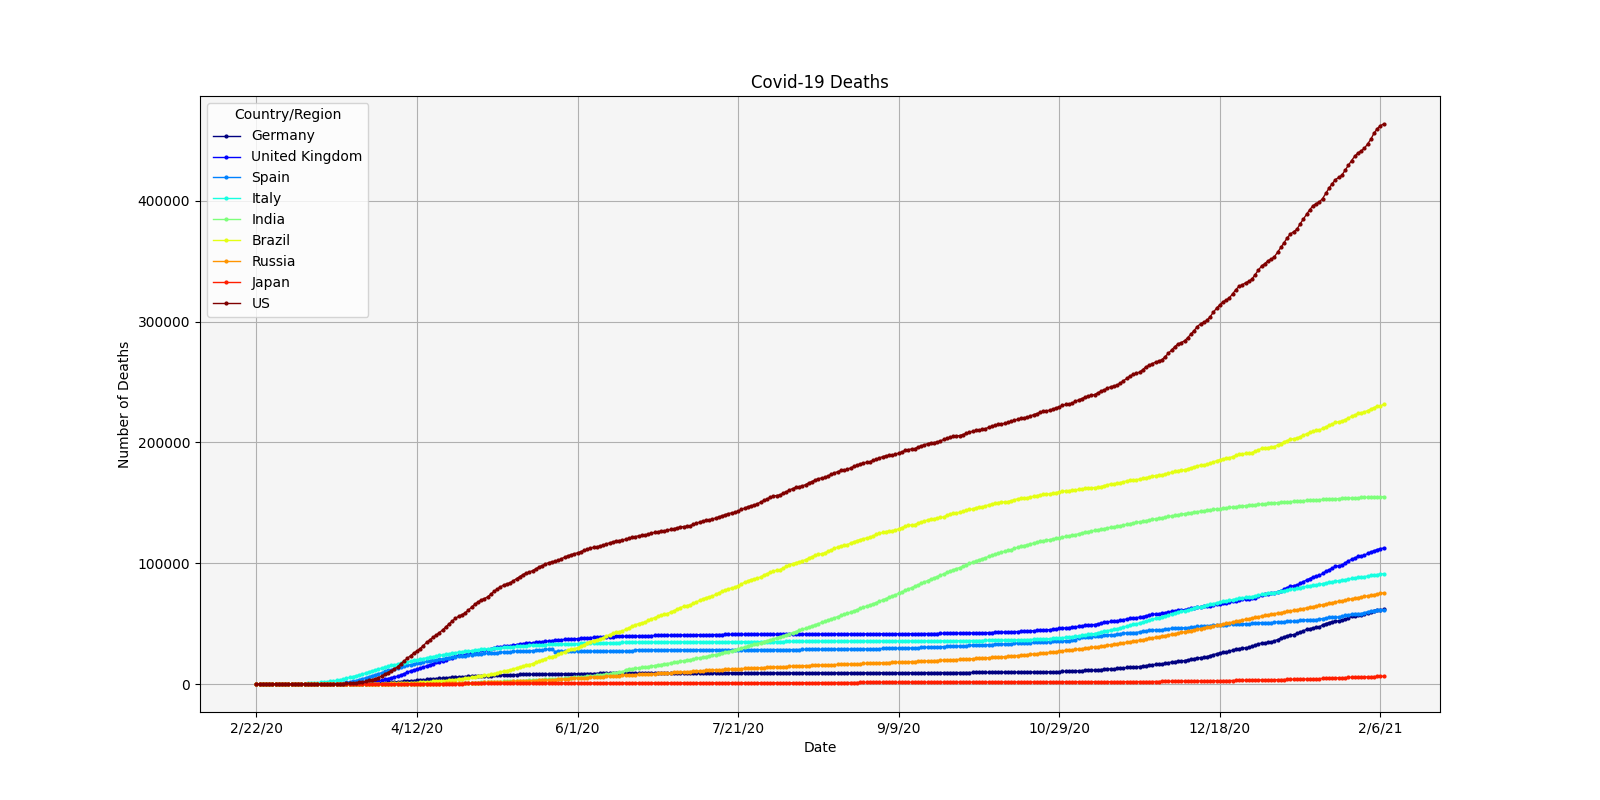 Covid-19 Deaths
Country/Region
Germany
United Kingdom
Spain
Italy
India
Brazil
Russia
Japan
US
Number of Deaths
400000
300000
200000
100000
0
2/22/20 4/12/20 6/1/20 7/21/20 9/9/20 10/29/20 12/18/20 2/6/21
Date